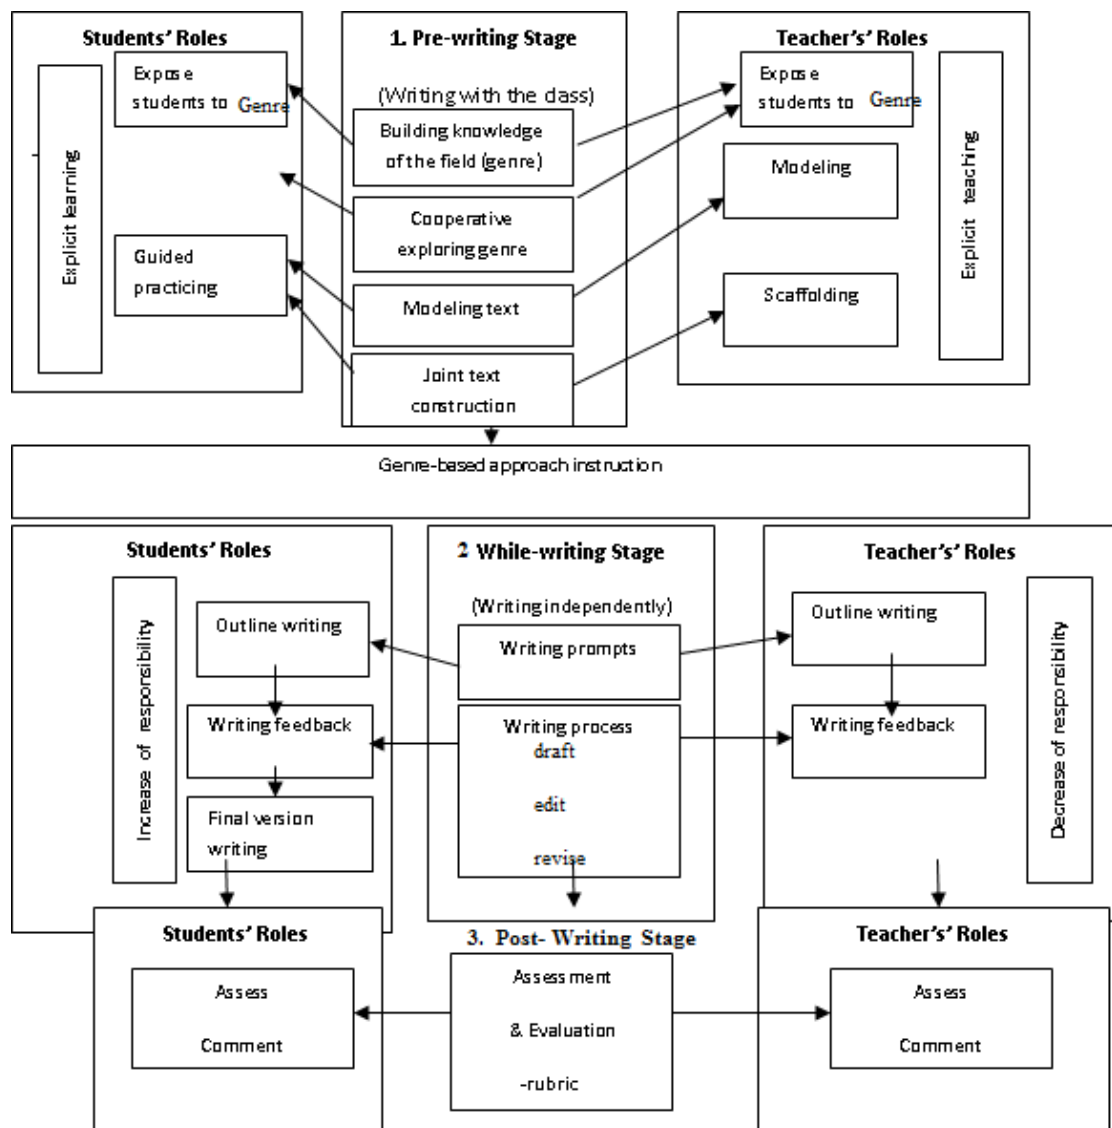 Students' Roles
Expose
students to Genre
Explicit learning
Guided
practicing
1. Pre-writing Stage
(Writing with the class)
Building knowledge
of the field (genre)
Cooperative
exploring genre
Modeling text
Joint text
construction
Teacher's' Roles
Expose
students to Genre
Modeling
Scaffolding
Explicit teaching
Genre-based approach instruction
Students' Roles
Increase of responsibility
Outline writing
Writing feedback
Final version
writing
2 While-writing Stage
(Writing independently)
Writing prompts
Writing process
draft
edit
revise
Teacher's' Roles
Outline writing
Writing feedback
Decrease of responsibility
Students' Roles
Assess
Comment
3. Post- Writing Stage
Assessment
& Evaluation
-rubric
Teacher's' Roles
Assess
Comment